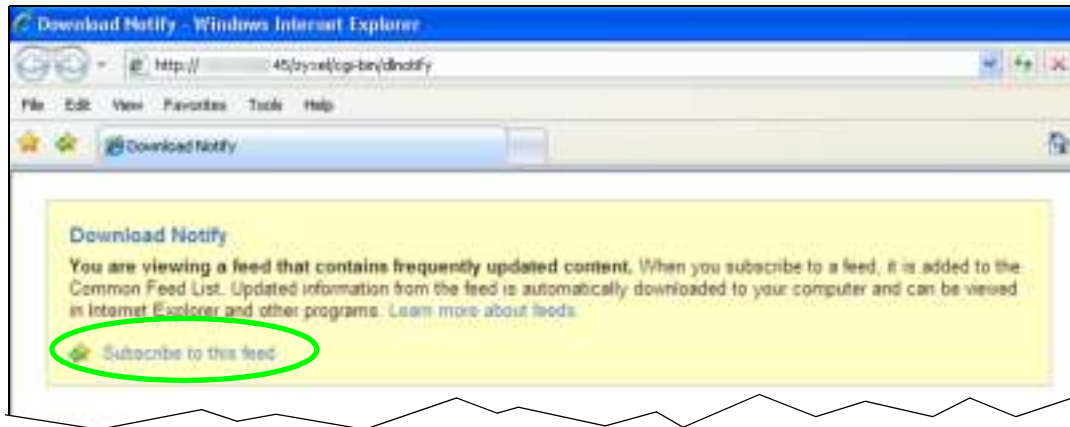 Download Notify - Windows Internet Explorer
http:// 45/zyxel/cgi-bin/dlnotify
File Edit View Favorites Tools Help
Download Notify
Download Notify
You are viewing a feed that contains frequently updated content. When you subscribe to a feed, it is added to the
Common Feed List. Updated information from the feed is automatically downloaded to your computer and can be viewed
in Internet Explorer and other programs. Learn more about feeds.
Subscribe to this feed